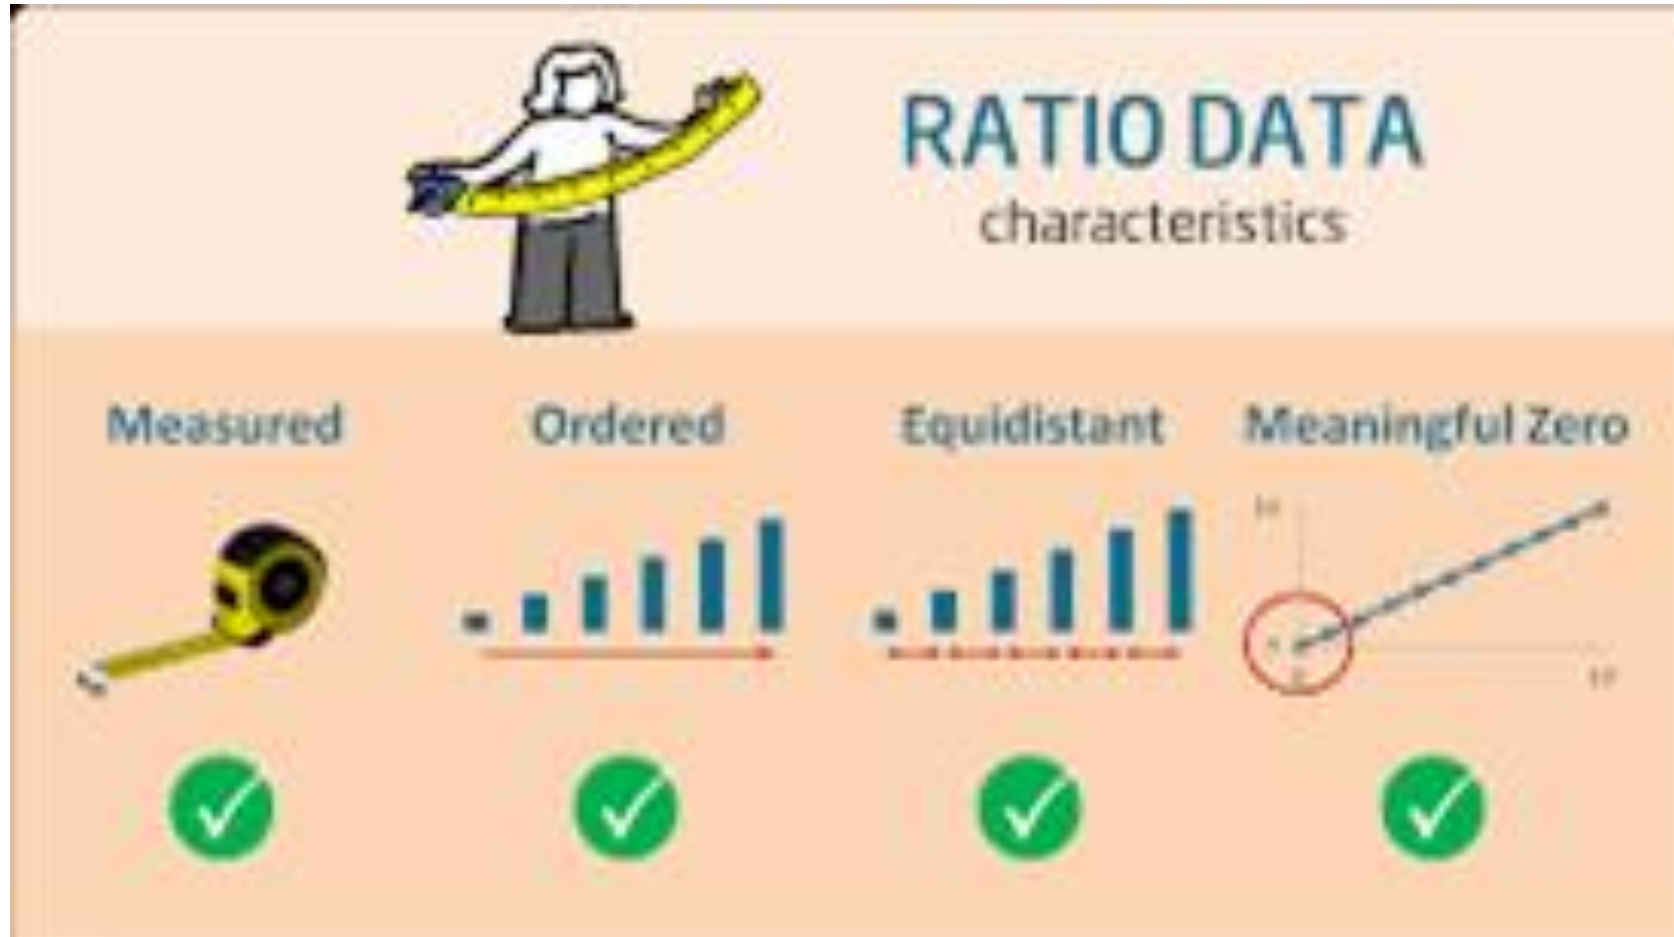 RATIO DATA
characteristics
Measured
Ordered
Equidistant
Meaningful Zero